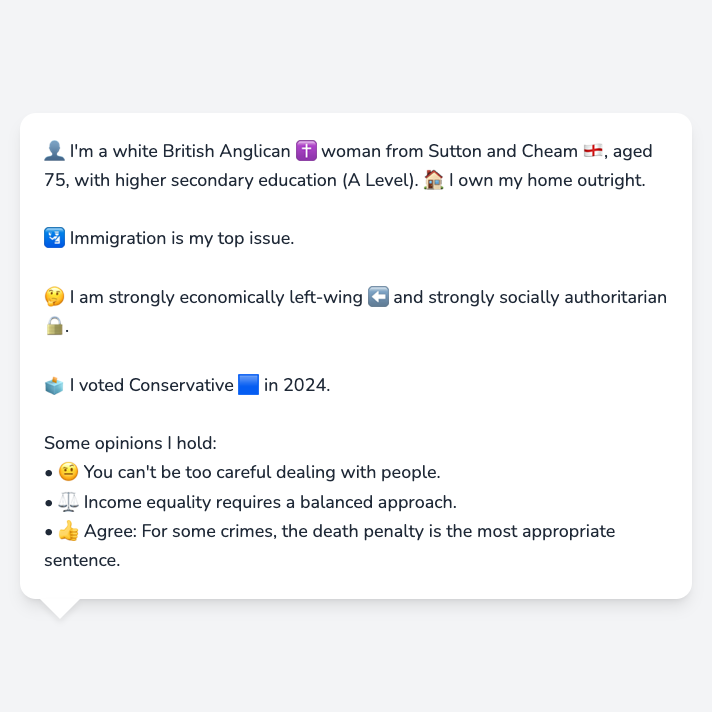 👤 I'm a white British Anglican ✝️ woman from Sutton and Cheam 🏴󠁧󠁢󠁥󠁮󠁧󠁿, aged
75, with higher secondary education (A Level). 🏠 I own my home outright.
🛂 Immigration is my top issue.
🤔 I am strongly economically left-wing ⬅️ and strongly socially authoritarian
🔒.
🗳️ I voted Conservative 🟦 in 2024.
Some opinions I hold:
• 🤨 You can't be too careful dealing with people.
• ⚖️ Income equality requires a balanced approach.
• 👍 Agree: For some crimes, the death penalty is the most appropriate
sentence.